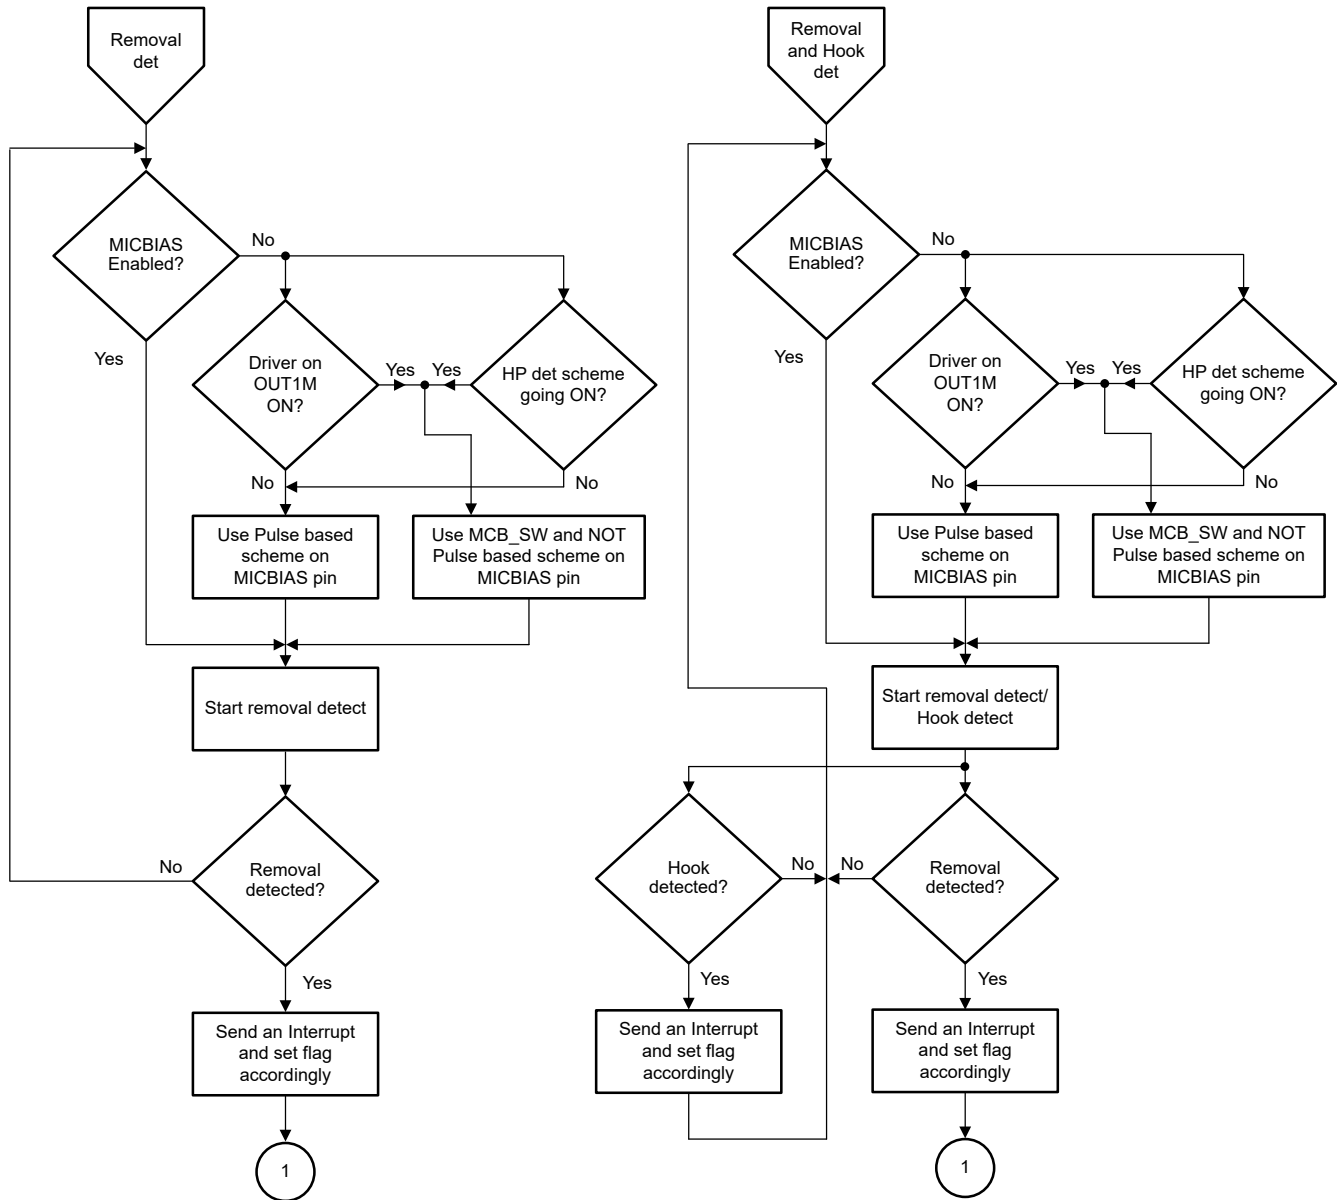 Removal
det
MICBIAS
Enabled?
No
Yes
Driver on
OUT1M
ON?
Yes
Yes
HP det scheme
going ON?
No
No
Use Pulse based
scheme on
MICBIAS pin
Use MCB_SW and NOT
Pulse based scheme on
MICBIAS pin
Start removal detect
No
Removal
detected?
Yes
Send an Interrupt
and set flag
accordingly
1
Removal
and Hook
det
MICBIAS
Enabled?
No
Yes
Driver on
OUT1M
ON?
Yes
Yes
HP det scheme
going ON?
No
No
Use Pulse based
scheme on
MICBIAS pin
Use MCB_SW and NOT
Pulse based scheme on
MICBIAS pin
Start removal detect/
Hook detect
Hook
detected?
No
No
Removal
detected?
Yes
Yes
Send an Interrupt
and set flag
accordingly
Send an Interrupt
and set flag
accordingly
1